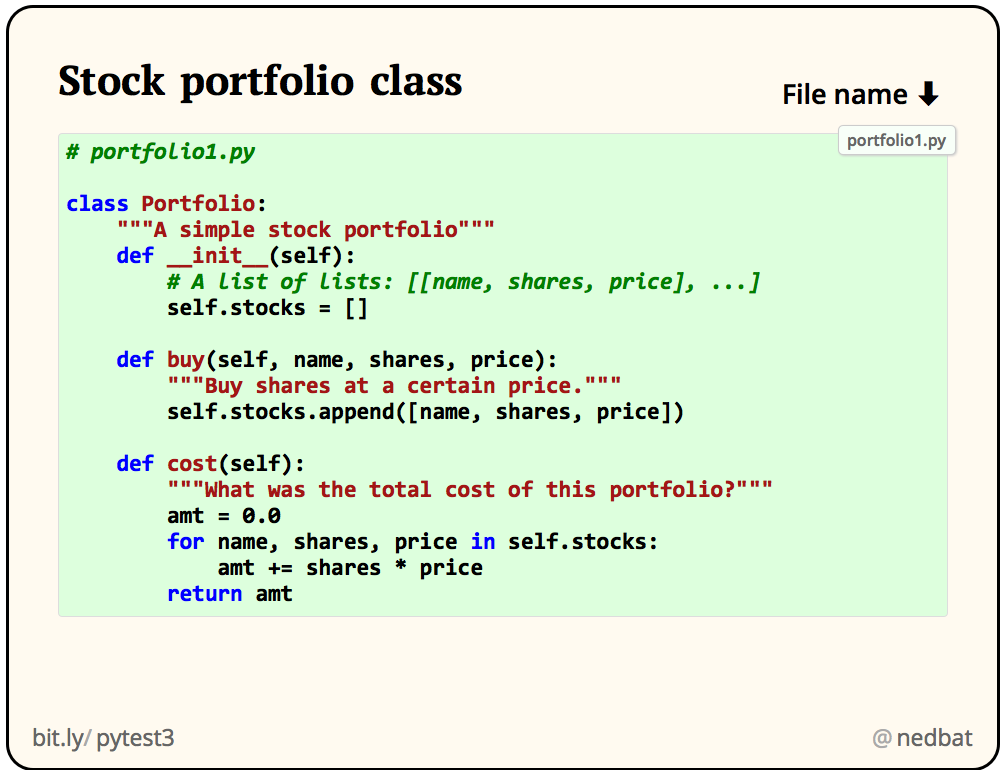 Stock portfolio class
File name ⬇
portfolio1.py
# portfolio1.py
class Portfolio:
    """A simple stock portfolio"""
    def __init__(self):
        # A list of lists: [[name, shares, price], ...]
        self.stocks = []
    def buy(self, name, shares, price):
        """Buy shares at a certain price."""
        self.stocks.append([name, shares, price])
    def cost(self):
        """What was the total cost of this portfolio?"""
        amt = 0.0
        for name, shares, price in self.stocks:
            amt += shares * price
        return amt
bit.ly/pytest3
@nedbat